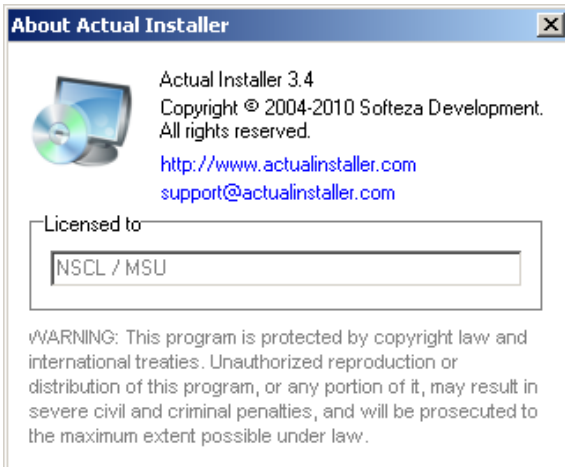 About Actual Installer
Actual Installer 3.4
Copyright © 2004-2010 Softeza Development.
All rights reserved.
http://www.actualinstaller.com
support@actualinstaller.com
Licensed to
NSCL / MSU
WARNING: This program is protected by copyright law and
international treaties. Unauthorized reproduction or
distribution of this program, or any portion of it, may result in
severe civil and criminal penalties, and will be prosecuted to
the maximum extent possible under law.